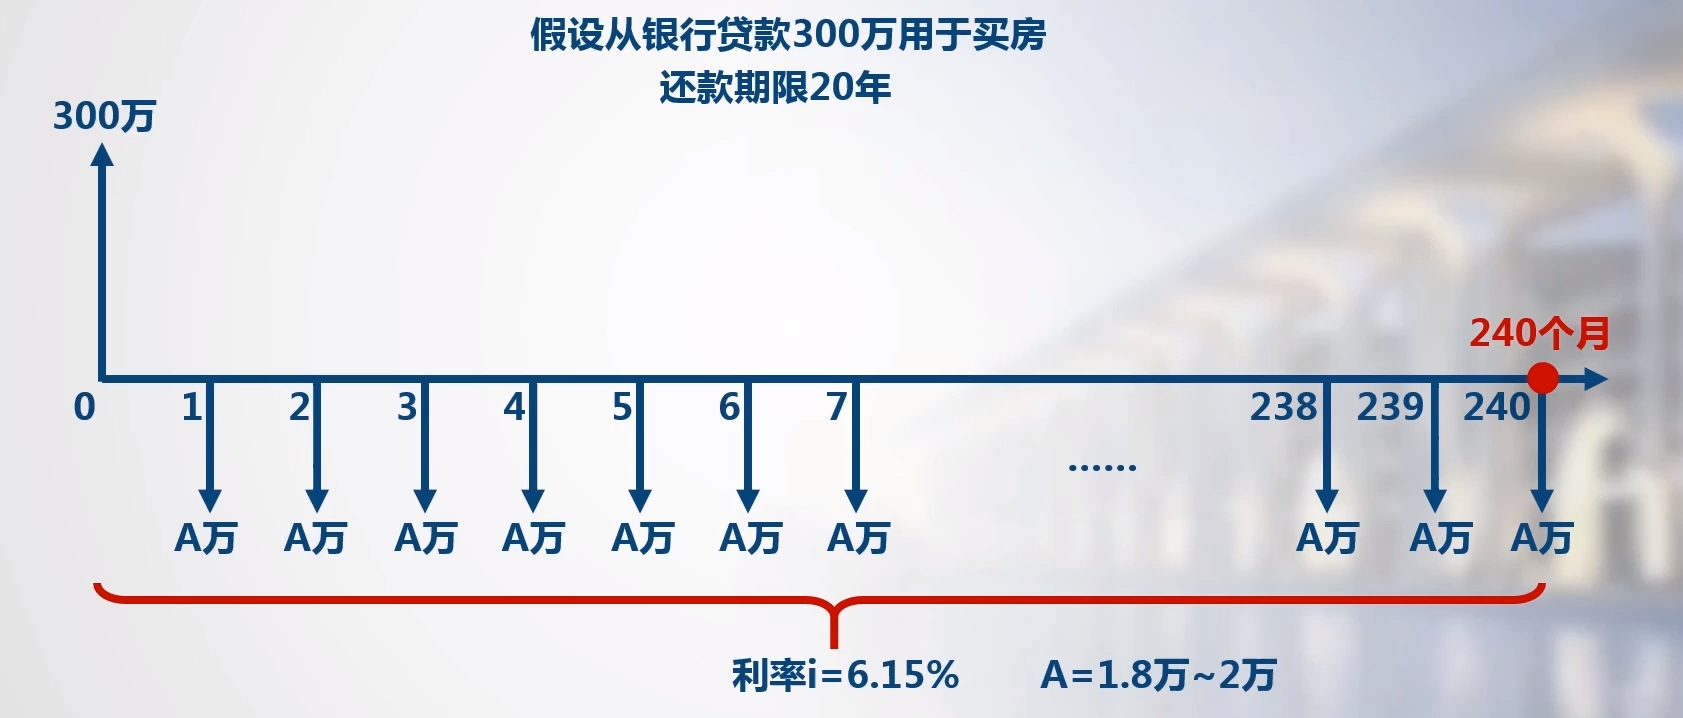 假设从银行贷款300万用于买房
还款期限20年
300万
240个月
0 1 2 3 4 5 6 7 238 239 240
......
A万 A万 A万 A万 A万 A万 A万 A万 A万 A万
利率i=6.15% A=1.8万~2万